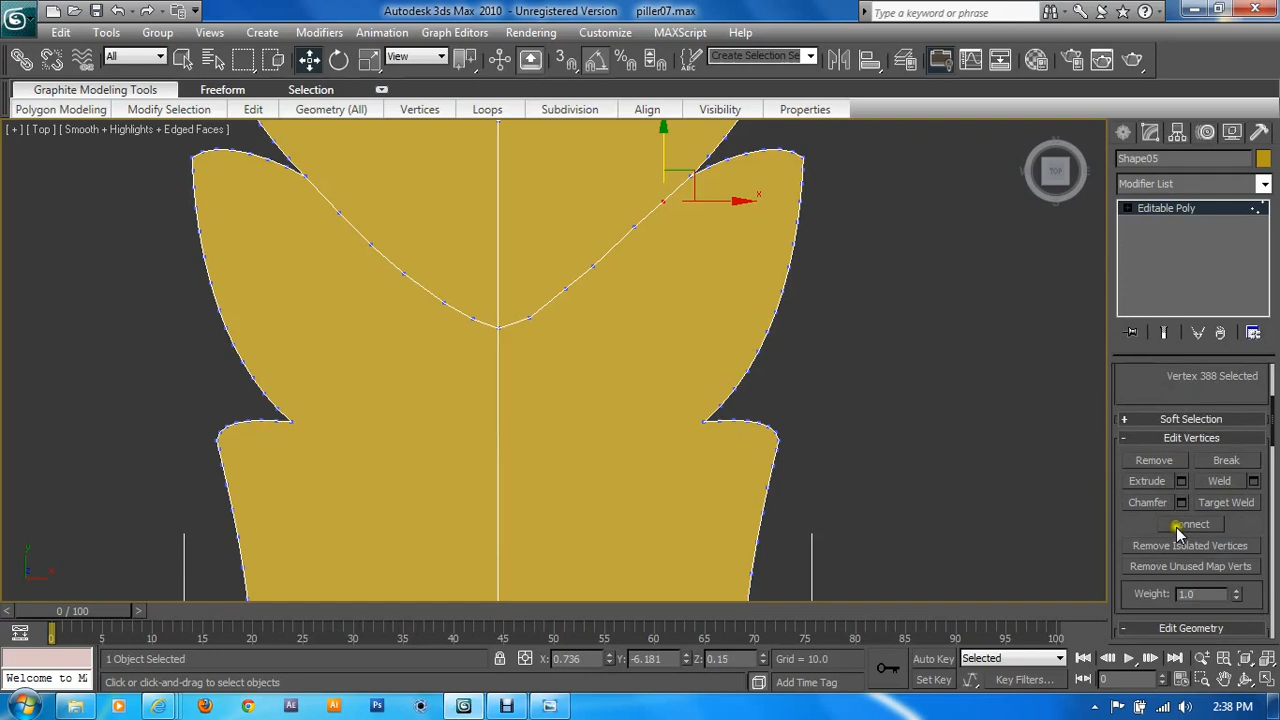 Autodesk 3ds Max 2010 - Unregistered Version piller07.max
Type a keyword or phrase
Edit Tools Group Views Create Modifiers Animation Graph Editors Rendering Customize MAXScript Help
All View Create Selection Se
Graphite Modeling Tools Freeform Selection
Polygon Modeling Modify Selection Edit Geometry (All) Vertices Loops Subdivision Align Visibility Properties
[ + ] [ Top ] [ Smooth + Highlights + Edged Faces ]
TOP
x
y
x
Shape05
Modifier List
Editable Poly
Vertex 388 Selected
+ Soft Selection
- Edit Vertices
Remove Break
Extrude Weld
Chamfer Target Weld
Connect
Remove Isolated Vertices
Remove Unused Map Verts
Weight: 1.0
- Edit Geometry
< 0 / 100 >
0 5 10 15 20 25 30 35 40 45 50 55 60 65 70 75 80 85 90 95 100
1 Object Selected X: 0.736 Y: -6.181 Z: 0.15 Grid = 10.0 Auto Key Selected
Welcome to M Click or click-and-drag to select objects Add Time Tag Set Key Key Filters... 0
Ae Ai Ps 2:38 PM